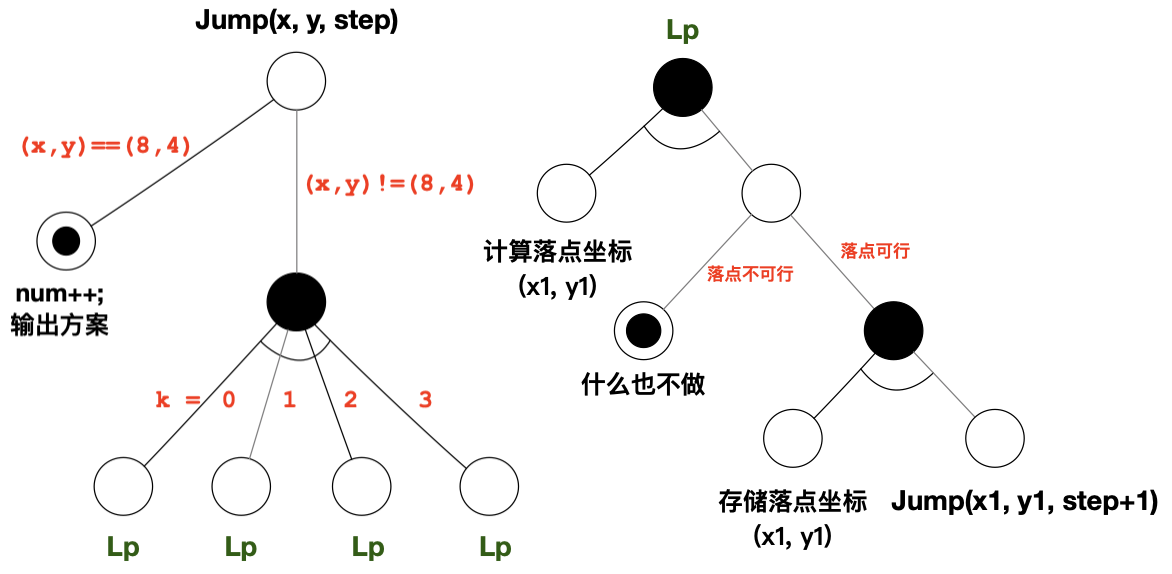 Jump(x, y, step)
(x,y)==(8,4)
(x,y)!=(8,4)
num++;
输出方案
k = 0 1 2 3
Lp Lp Lp Lp
Lp
计算落点坐标
(x1, y1)
落点不可行
落点可行
什么也不做
存储落点坐标
(x1, y1)
Jump(x1, y1, step+1)